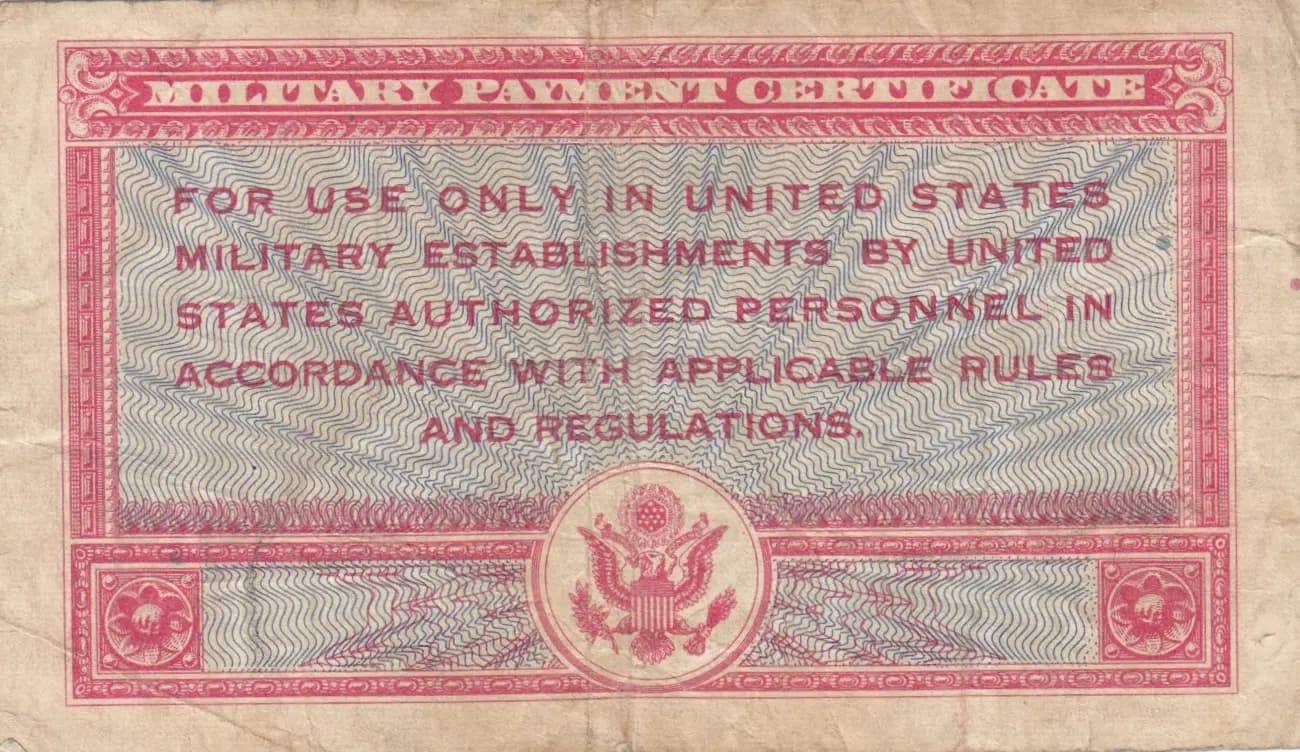 MILITARY PAYMENT CERTIFICATE
FOR USE ONLY IN UNITED STATES
MILITARY ESTABLISHMENTS BY UNITED
STATES AUTHORIZED PERSONNEL IN
ACCORDANCE WITH APPLICABLE RULES
AND REGULATIONS.